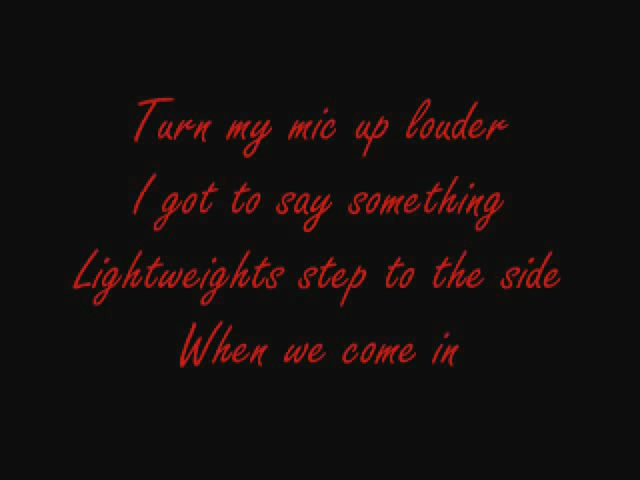 Turn my mic up louder
I got to say something
Lightweights step to the side
When we come in